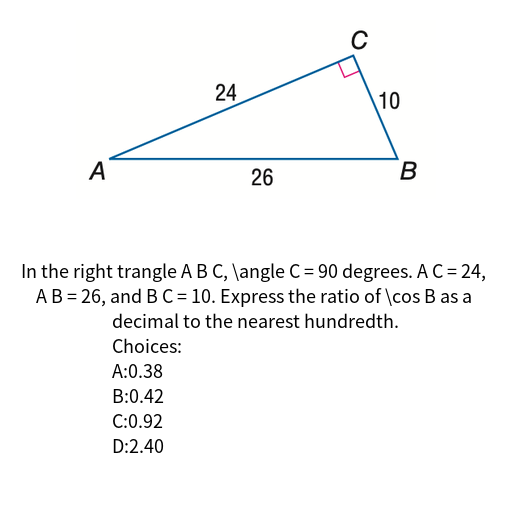 C
24
10
A
B
26
In the right trangle A B C, \angle C = 90 degrees. A C = 24,
A B = 26, and B C = 10. Express the ratio of \cos B as a
decimal to the nearest hundredth.
Choices:
A:0.38
B:0.42
C:0.92
D:2.40